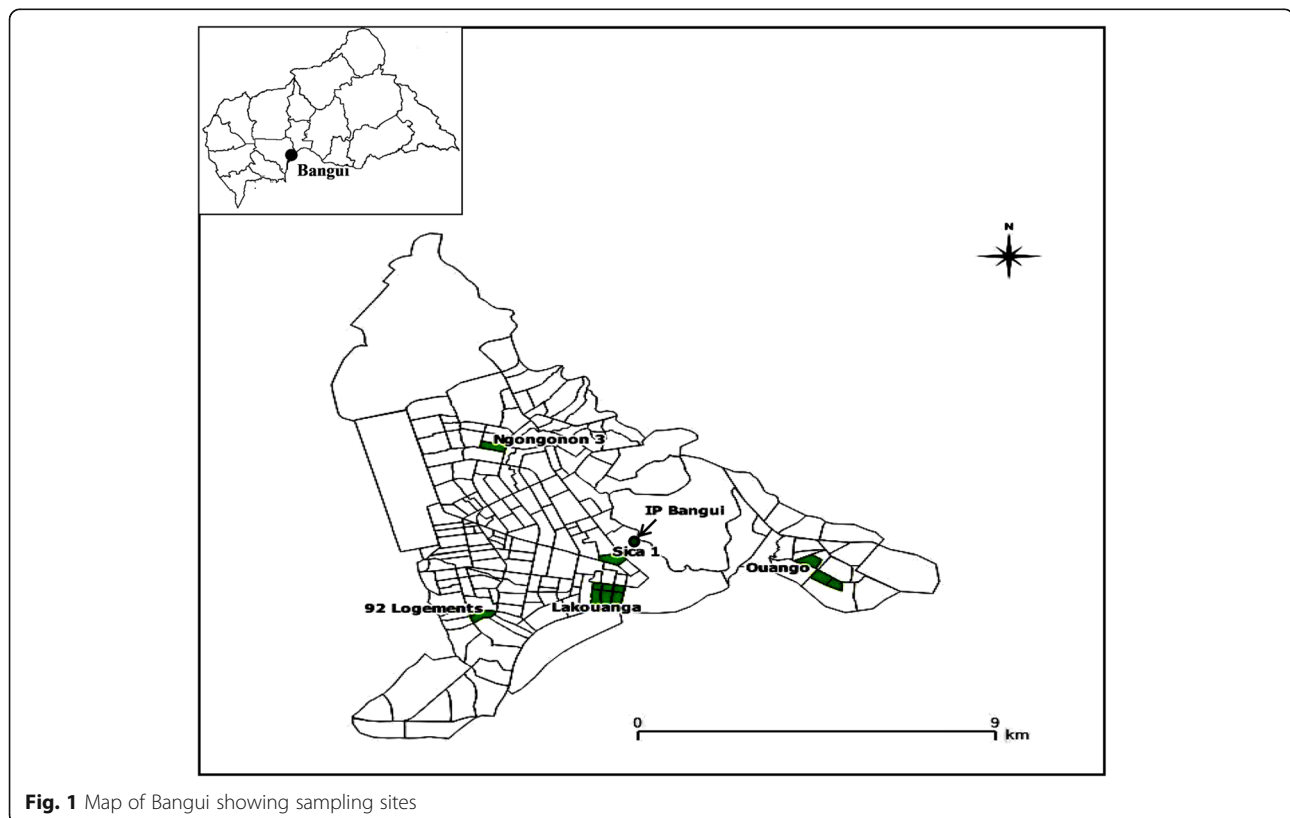 Bangui
N
Ngongonon 3
IP Bangui
Sica 1
Ouango
92 Logements
Lakouanga
0
9
km
Fig. 1 Map of Bangui showing sampling sites